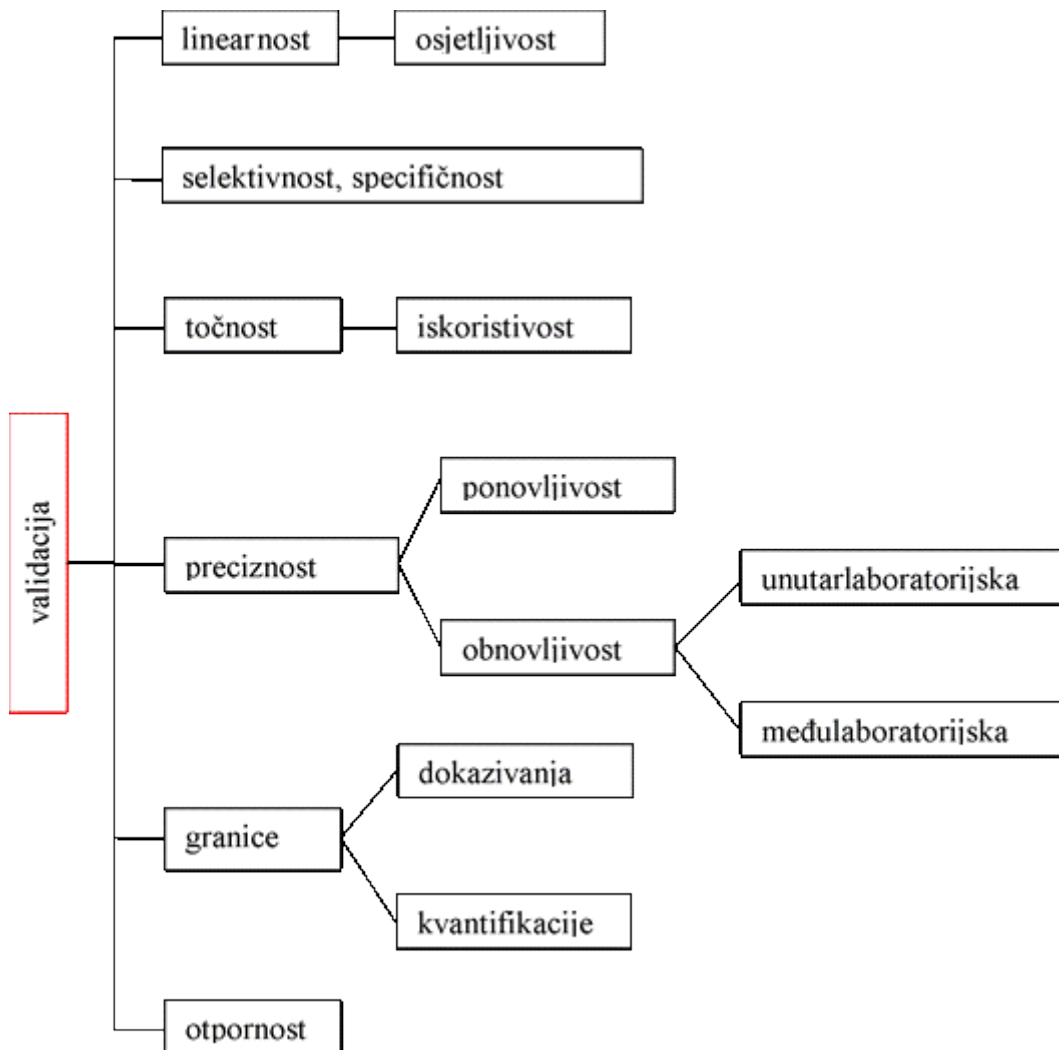 linearnost
osjetljivost
selektivnost, specifičnost
točnost
iskoristivost
validacija
preciznost
ponovljivost
obnovljivost
unutarlaboratorijska
međulaboratorijska
granice
dokazivanja
kvantifikacije
otpornost